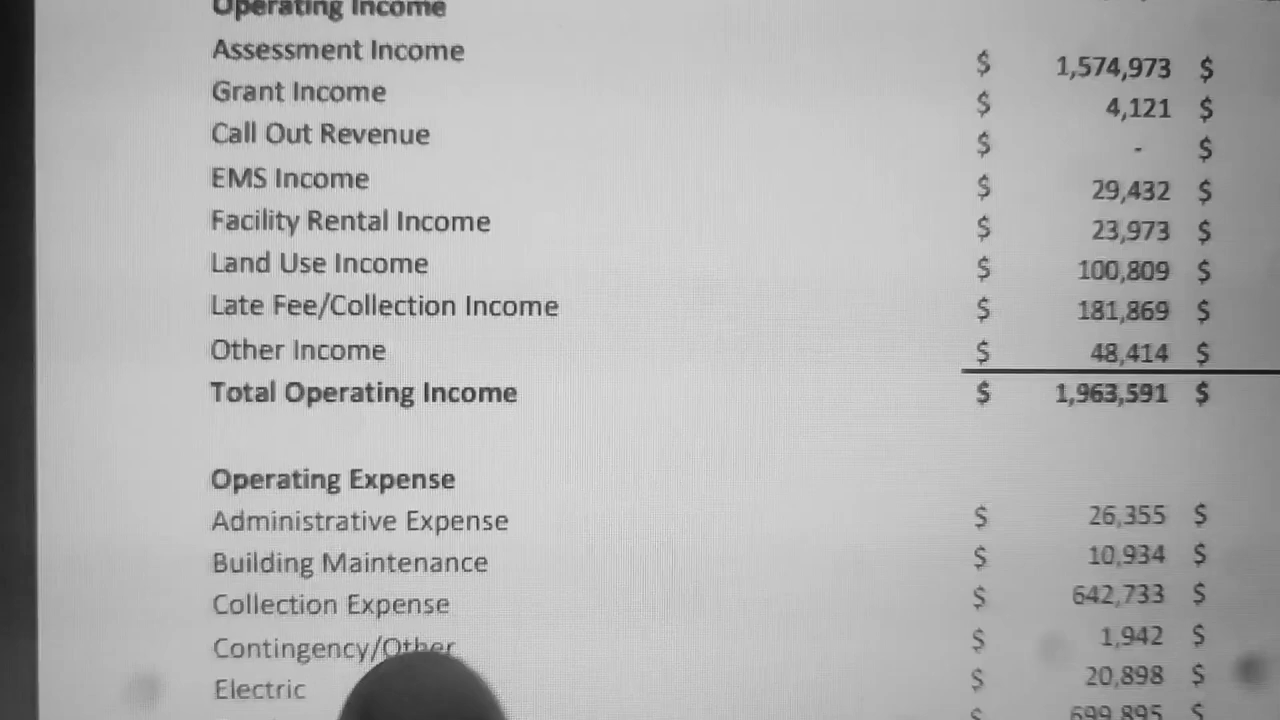 Operating Income
Assessment Income $ 1,574,973 $
Grant Income $ 4,121 $
Call Out Revenue $ - $
EMS Income $ 29,432 $
Facility Rental Income $ 23,973 $
Land Use Income $ 100,809 $
Late Fee/Collection Income $ 181,869 $
Other Income $ 48,414 $
Total Operating Income $ 1,963,591 $
Operating Expense
Administrative Expense $ 26,355 $
Building Maintenance $ 10,934 $
Collection Expense $ 642,733 $
Contingency/Other $ 1,942 $
Electric $ 20,898 $
$ 699,895 $